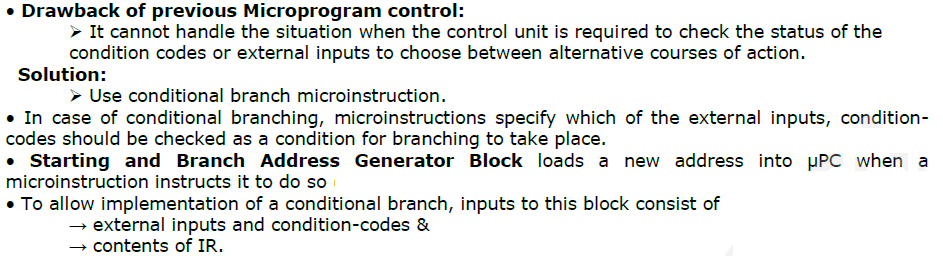 • Drawback of previous Microprogram control:
➢ It cannot handle the situation when the control unit is required to check the status of the
condition codes or external inputs to choose between alternative courses of action.
Solution:
➢ Use conditional branch microinstruction.
• In case of conditional branching, microinstructions specify which of the external inputs, condition-
codes should be checked as a condition for branching to take place.
• Starting and Branch Address Generator Block loads a new address into µPC when a
microinstruction instructs it to do so
• To allow implementation of a conditional branch, inputs to this block consist of
→ external inputs and condition-codes &
→ contents of IR.